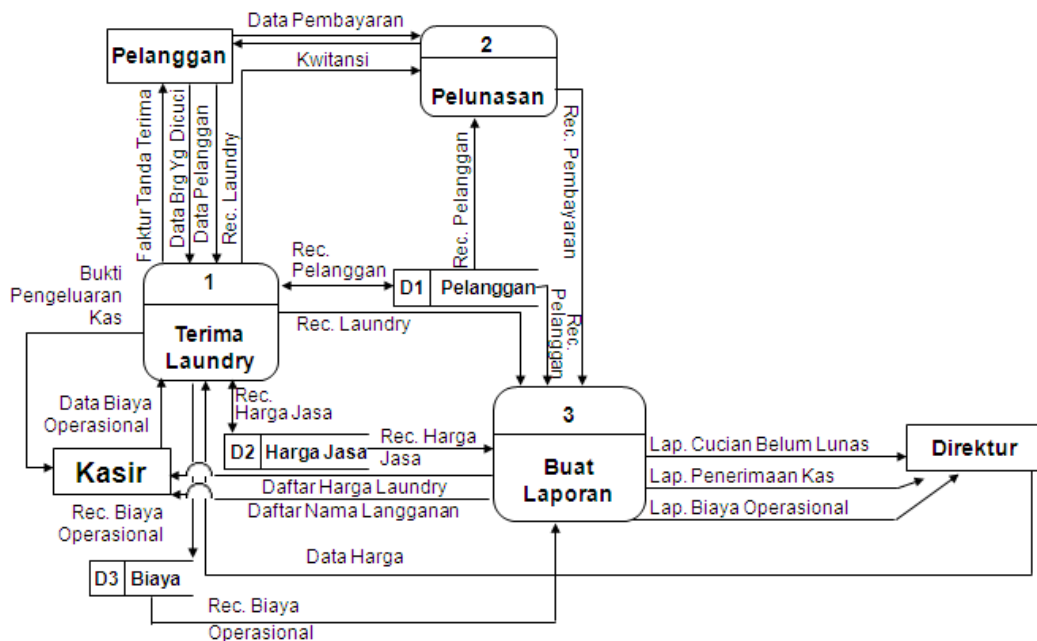 Data Pembayaran
Pelanggan
2
Kwitansi
Pelunasan
Faktur Tanda Terima
Data Brg Yg Dicuci
Data Pelanggan
Rec. Laundry
Rec. Pelanggan
Rec. Pembayaran
Rec.
Pelanggan
Bukti
Pengeluaran
Kas
1
Terima
Laundry
D1 Pelanggan
Rec. Laundry
Rec.
Pelanggan
Rec.
Harga Jasa
Data Biaya
Operasional
3
Buat
Laporan
D2 Harga Jasa
Rec. Harga
Jasa
Lap. Cucian Belum Lunas
Direktur
Kasir
Lap. Penerimaan Kas
Daftar Harga Laundry
Lap. Biaya Operasional
Daftar Nama Langganan
Rec. Biaya
Operasional
Data Harga
D3 Biaya
Rec. Biaya
Operasional